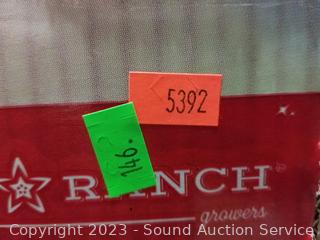 5392
146.
RANCH
growers
Copyright 2023 - Sound Auction Service